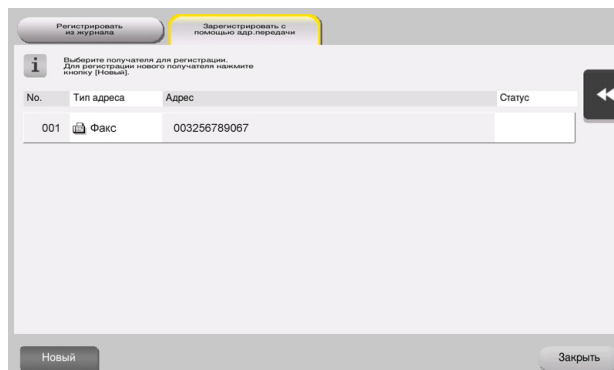 Регистрировать
из журнала
Зарегистрировать с
помощью адр.передачи
Выберите получателя для регистрации.
Для регистрации нового получателя нажмите
кнопку [Новый].
No. Тип адреса Адрес Статус
001 Факс 003256789067
Новый Закрыть